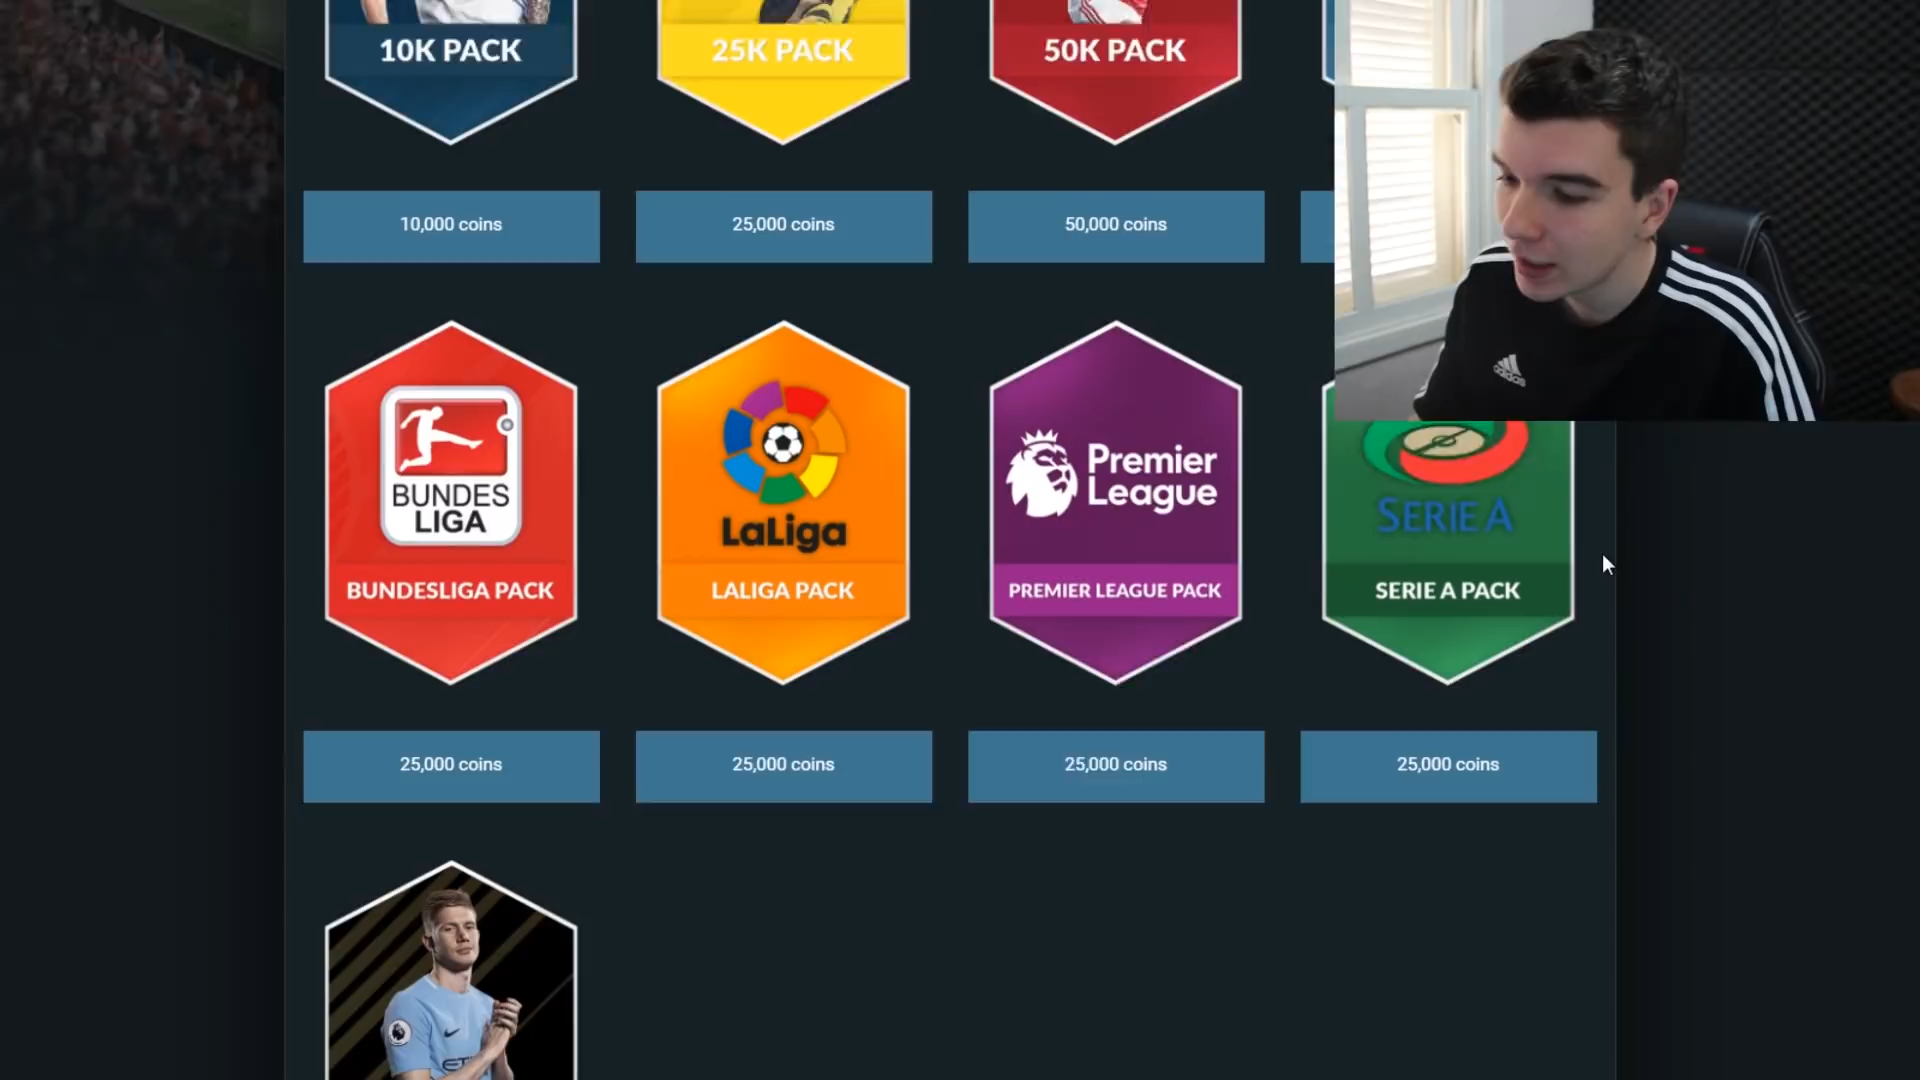 10K PACK
25K PACK
50K PACK
10,000 coins
25,000 coins
50,000 coins
adidas
BUNDES
LIGA
LaLiga
Premier
League
SERIE A
BUNDESLIGA PACK
LALIGA PACK
PREMIER LEAGUE PACK
SERIE A PACK
25,000 coins
25,000 coins
25,000 coins
25,000 coins